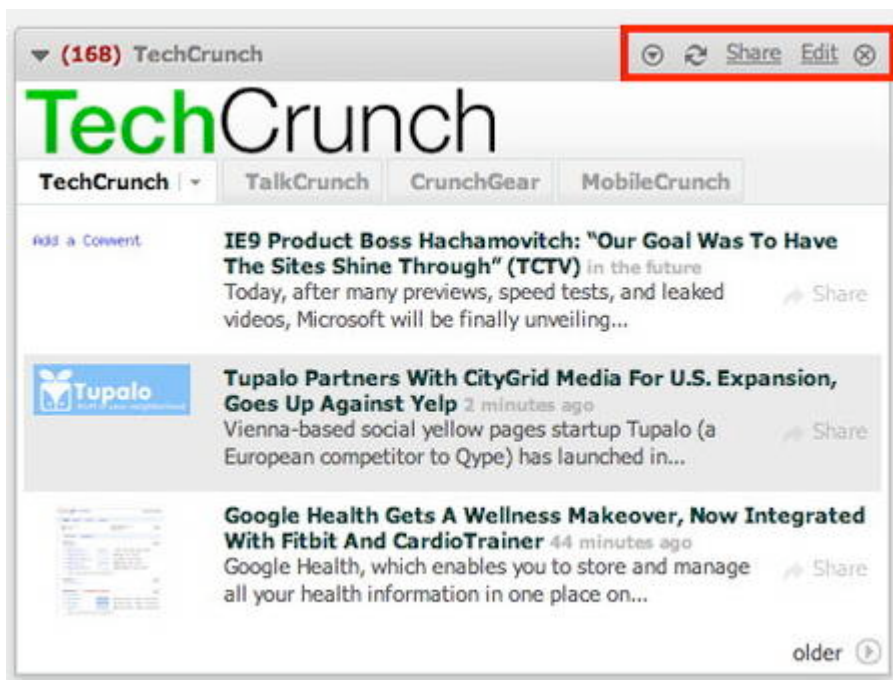 (168) TechCrunch
Share Edit
TechCrunch
TechCrunch TalkCrunch CrunchGear MobileCrunch
Add a Comment
IE9 Product Boss Hachamovitch: “Our Goal Was To Have
The Sites Shine Through” (TCTV) in the future
Today, after many previews, speed tests, and leaked
videos, Microsoft will be finally unveiling...
Share
Tupalo
Tupalo Partners With CityGrid Media For U.S. Expansion,
Goes Up Against Yelp 2 minutes ago
Vienna-based social yellow pages startup Tupalo (a
European competitor to Qype) has launched in...
Share
Google Health Gets A Wellness Makeover, Now Integrated
With Fitbit And CardioTrainer 44 minutes ago
Google Health, which enables you to store and manage
all your health information in one place on...
Share
older